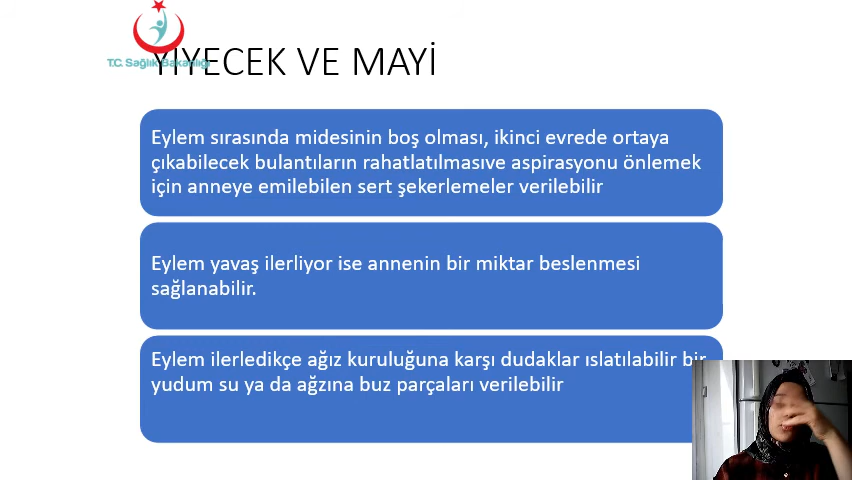 T.C. Sağlık Bakanlığı
YİYECEK VE MAYİ
Eylem sırasında midesinin boş olması, ikinci evrede ortaya
çıkabilecek bulantıların rahatlatılmasıve aspirasyonu önlemek
için anneye emilebilen sert şekerlemeler verilebilir
Eylem yavaş ilerliyor ise annenin bir miktar beslenmesi
sağlanabilir.
Eylem ilerledikçe ağız kuruluğuna karşı dudaklar ıslatılabilir bir
yudum su ya da ağzına buz parçaları verilebilir